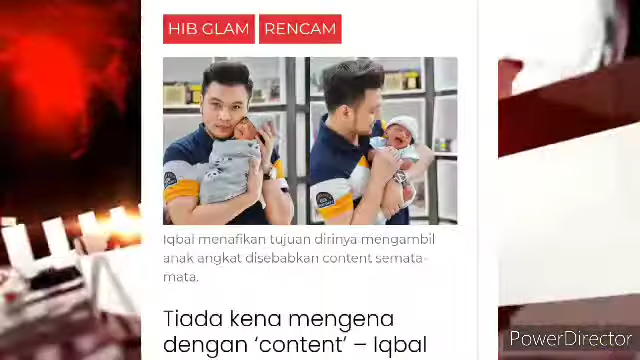 HIB GLAM RENCAM
Iqbal menafikan tujuan dirinya mengambil
anak angkat disebabkan content semata-
mata.
Tiada kena mengena
dengan ‘content’ – Iqbal
PowerDirector